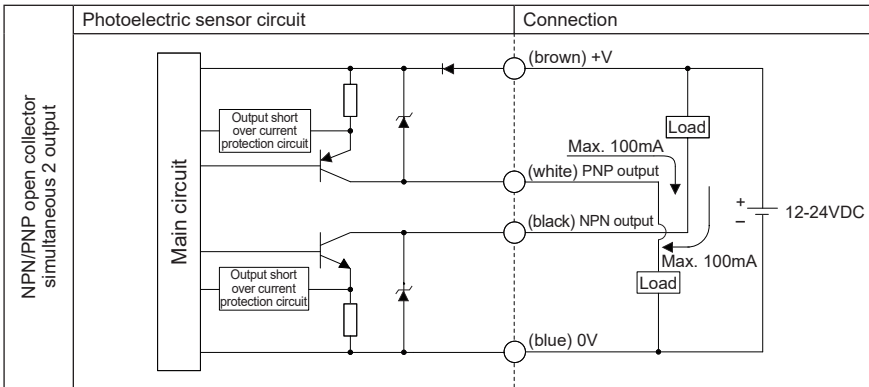 Photoelectric sensor circuit
Connection
NPN/PNP open collector
simultaneous 2 output
Main circuit
Output short
over current
protection circuit
Output short
over current
protection circuit
(brown) +V
Load
Max. 100mA
(white) PNP output
(black) NPN output
+
−
12-24VDC
Max. 100mA
Load
(blue) 0V